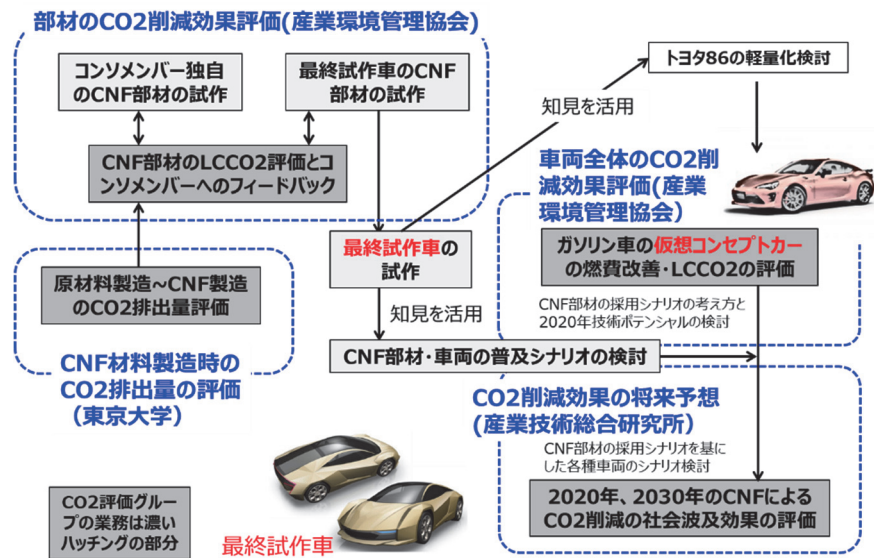 部材のCO2削減効果評価(産業環境管理協会)
コンソメンバー独自
のCNF部材の試作
最終試作車のCNF
部材の試作
CNF部材のLCCO2評価とコ
ンソメンバーへのフィードバック
トヨタ86の軽量化検討
知見を活用
車両全体のCO2削
減効果評価(産業
環境管理協会)
最終試作車の
試作
ガソリン車の仮想コンセプトカー
の燃費改善・LCCO2の評価
原材料製造~CNF製造
のCO2排出量評価
CNF部材の採用シナリオの考え方と
2020年技術ポテンシャルの検討
知見を活用
CNF部材・車両の普及シナリオの検討
CNF材料製造時の
CO2排出量の評価
（東京大学）
CO2削減効果の将来予想
(産業技術総合研究所）
CNF部材の採用シナリオを基に
した各種車両のシナリオ検討
2020年、2030年のCNFによる
CO2削減の社会波及効果の評価
CO2評価グルー
プの業務は濃い
ハッチングの部分
最終試作車